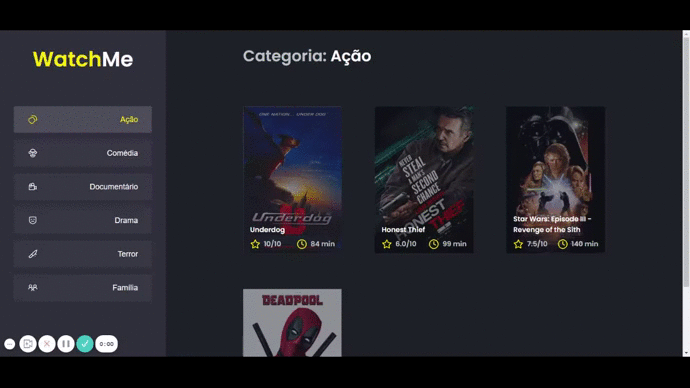 WatchMe
Categoria: Ação
Ação
Comédia
Documentário
Drama
Terror
Família
ONE NATION... UNDER DOG
Underdog
Underdog
10/10
84 min
NEVER
STEAL
A MAN'S
SECOND
CHANCE
HONEST
THIEF
Honest Thief
6.0/10
99 min
Star Wars: Episode III -
Revenge of the Sith
7.5/10
140 min
DEADPOOL
0:00